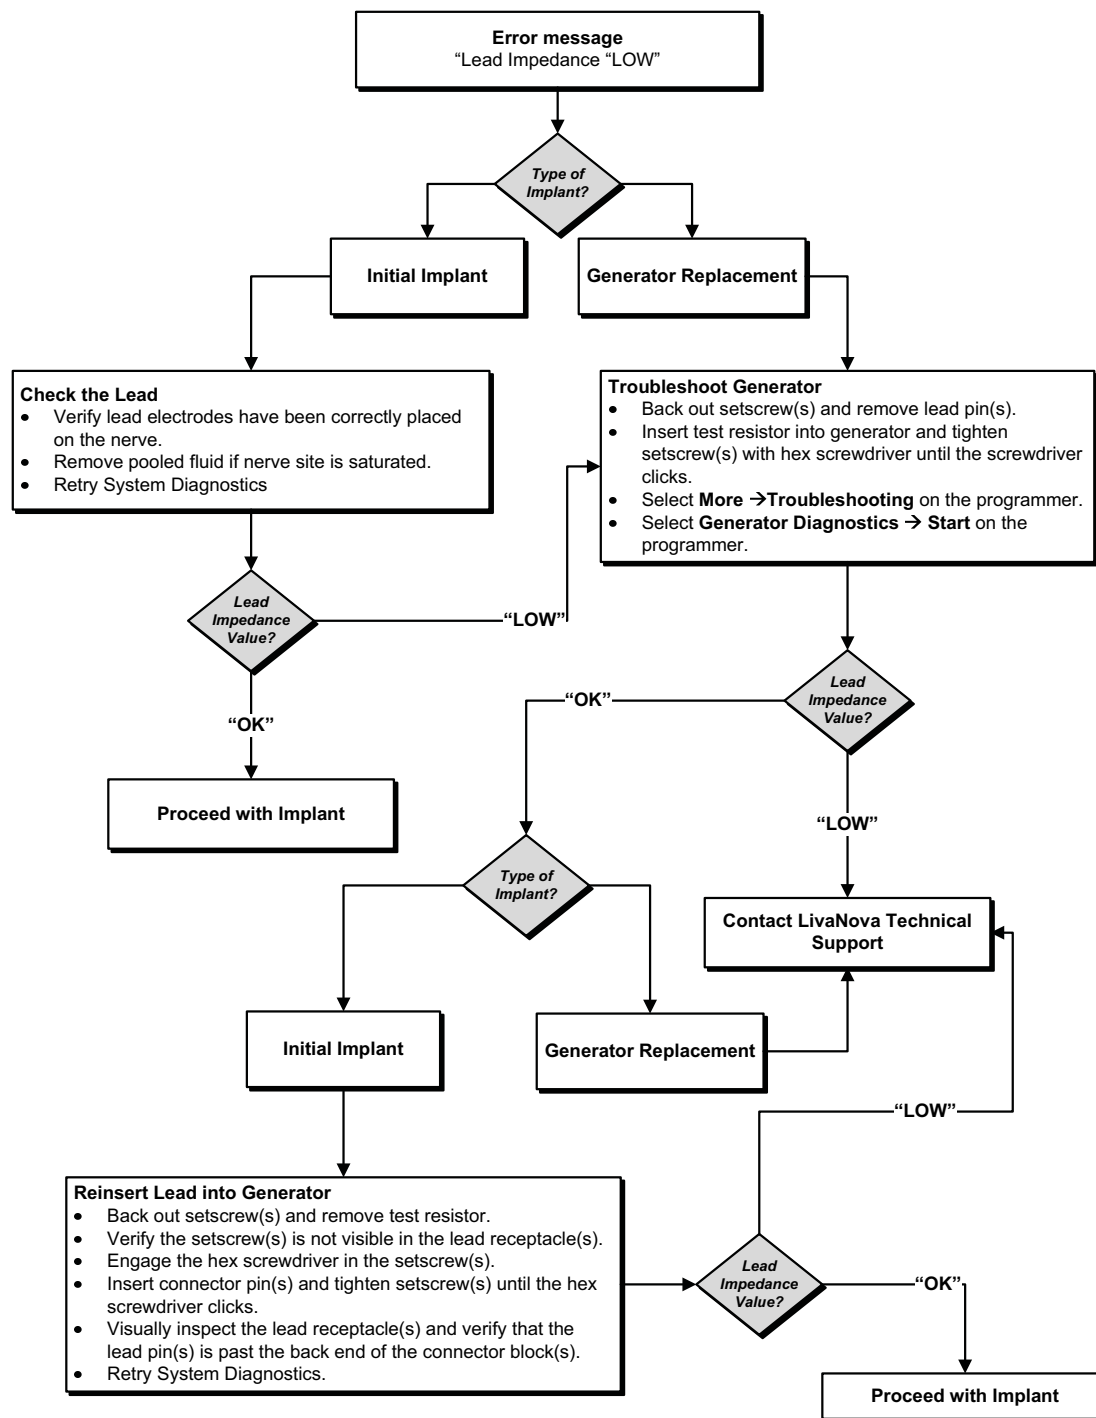 Error message
“Lead Impedance “LOW”
Type of
Implant?
Initial Implant
Generator Replacement
Check the Lead
• Verify lead electrodes have been correctly placed
on the nerve.
• Remove pooled fluid if nerve site is saturated.
• Retry System Diagnostics
Troubleshoot Generator
• Back out setscrew(s) and remove lead pin(s).
• Insert test resistor into generator and tighten
setscrew(s) with hex screwdriver until the screwdriver
clicks.
• Select More →Troubleshooting on the programmer.
• Select Generator Diagnostics → Start on the
programmer.
Lead
Impedance
Value?
“LOW”
“OK”
Proceed with Implant
Lead
Impedance
Value?
“OK”
“LOW”
Type of
Implant?
Contact LivaNova Technical
Support
Initial Implant
Generator Replacement
“LOW”
Reinsert Lead into Generator
• Back out setscrew(s) and remove test resistor.
• Verify the setscrew(s) is not visible in the lead receptacle(s).
• Engage the hex screwdriver in the setscrew(s).
• Insert connector pin(s) and tighten setscrew(s) until the hex
screwdriver clicks.
• Visually inspect the lead receptacle(s) and verify that the
lead pin(s) is past the back end of the connector block(s).
• Retry System Diagnostics.
Lead
Impedance
Value?
“OK”
Proceed with Implant